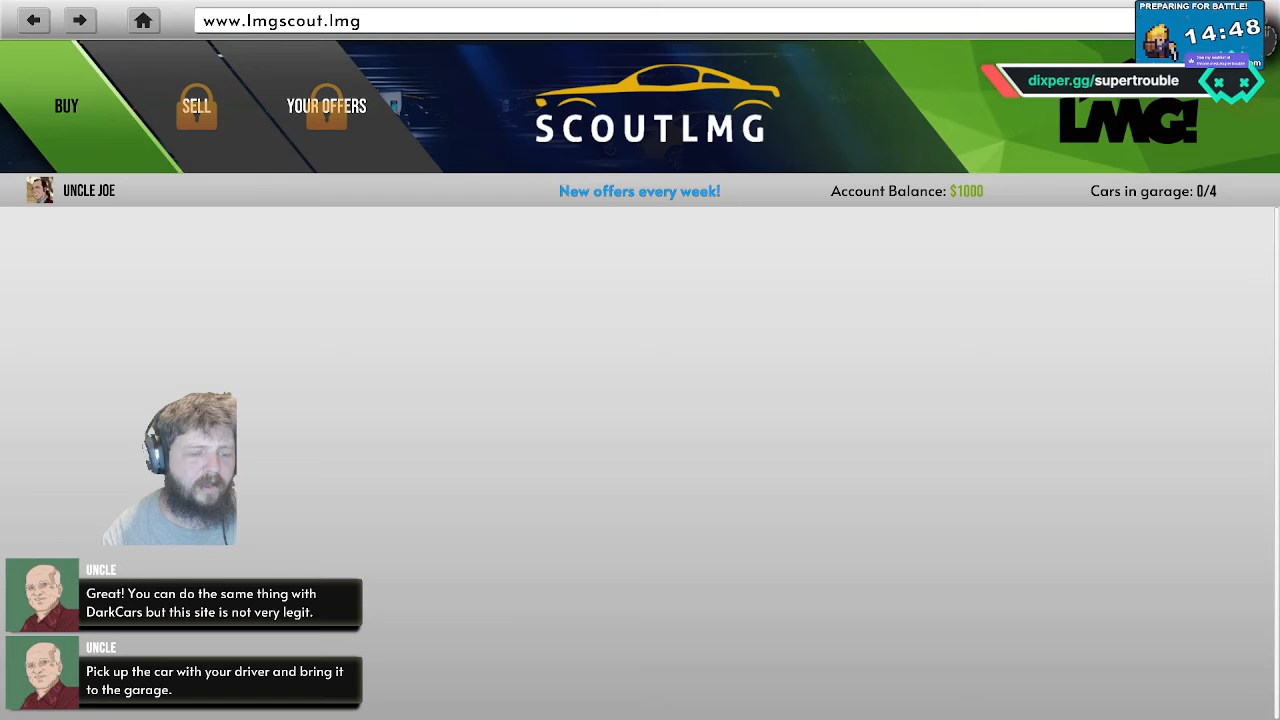 www.lmgscout.lmg
PREPARING FOR BATTLE!
14:48
dixper.gg/supertrouble
BUY
SELL
YOUR OFFERS
SCOUTLMG
LMG!
UNCLE JOE
New offers every week!
Account Balance: $1000
Cars in garage: 0/4
UNCLE
Great! You can do the same thing with
DarkCars but this site is not very legit.
UNCLE
Pick up the car with your driver and bring it
to the garage.